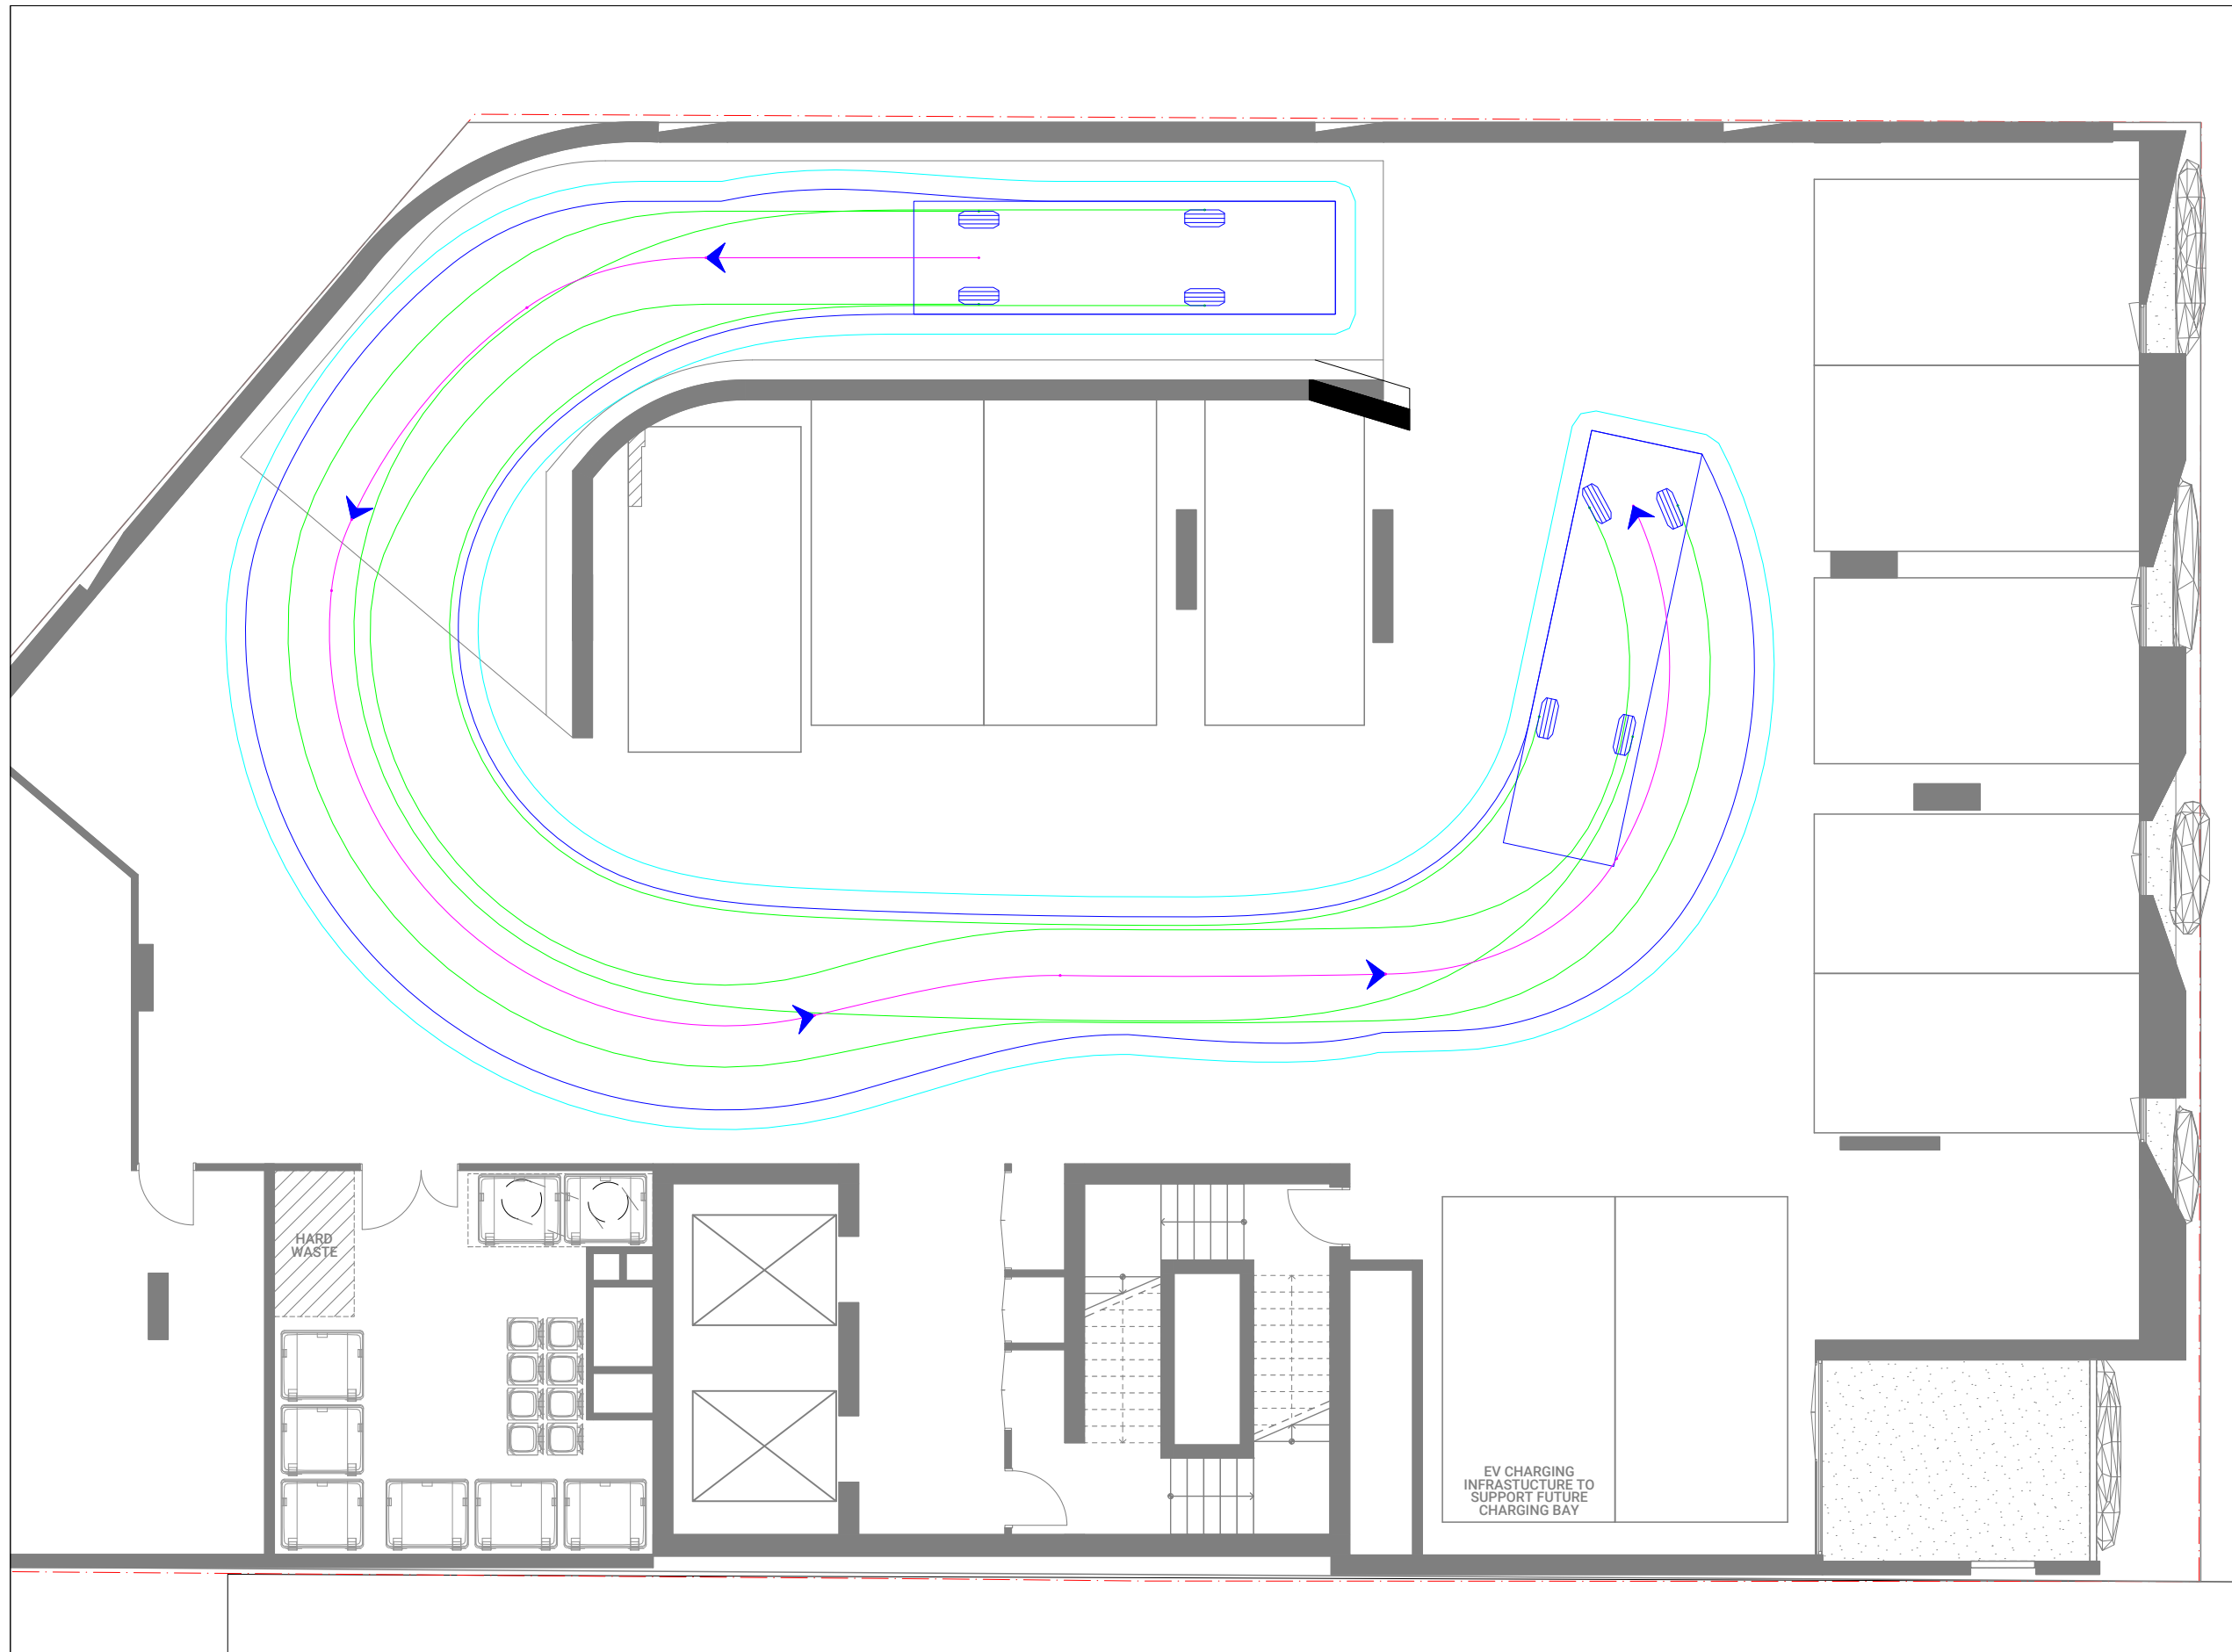 HARD
WASTE
EV CHARGING
INFRASTUCTURE TO
SUPPORT FUTURE
CHARGING BAY